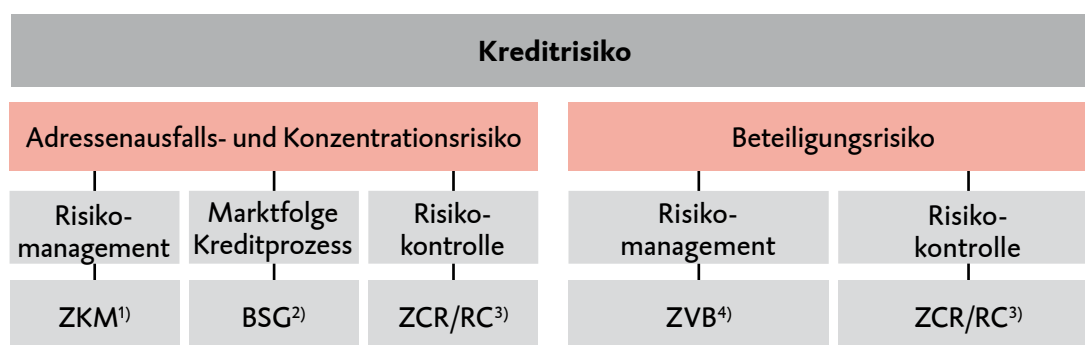 Kreditrisiko
Adressenausfalls- und Konzentrationsrisiko
Beteiligungsrisiko
Risiko-
management
Marktfolge
Kreditprozess
Risiko-
kontrolle
Risiko-
management
Risiko-
kontrolle
ZKM1)
BSG2)
ZCR/RC3)
ZVB4)
ZCR/RC3)